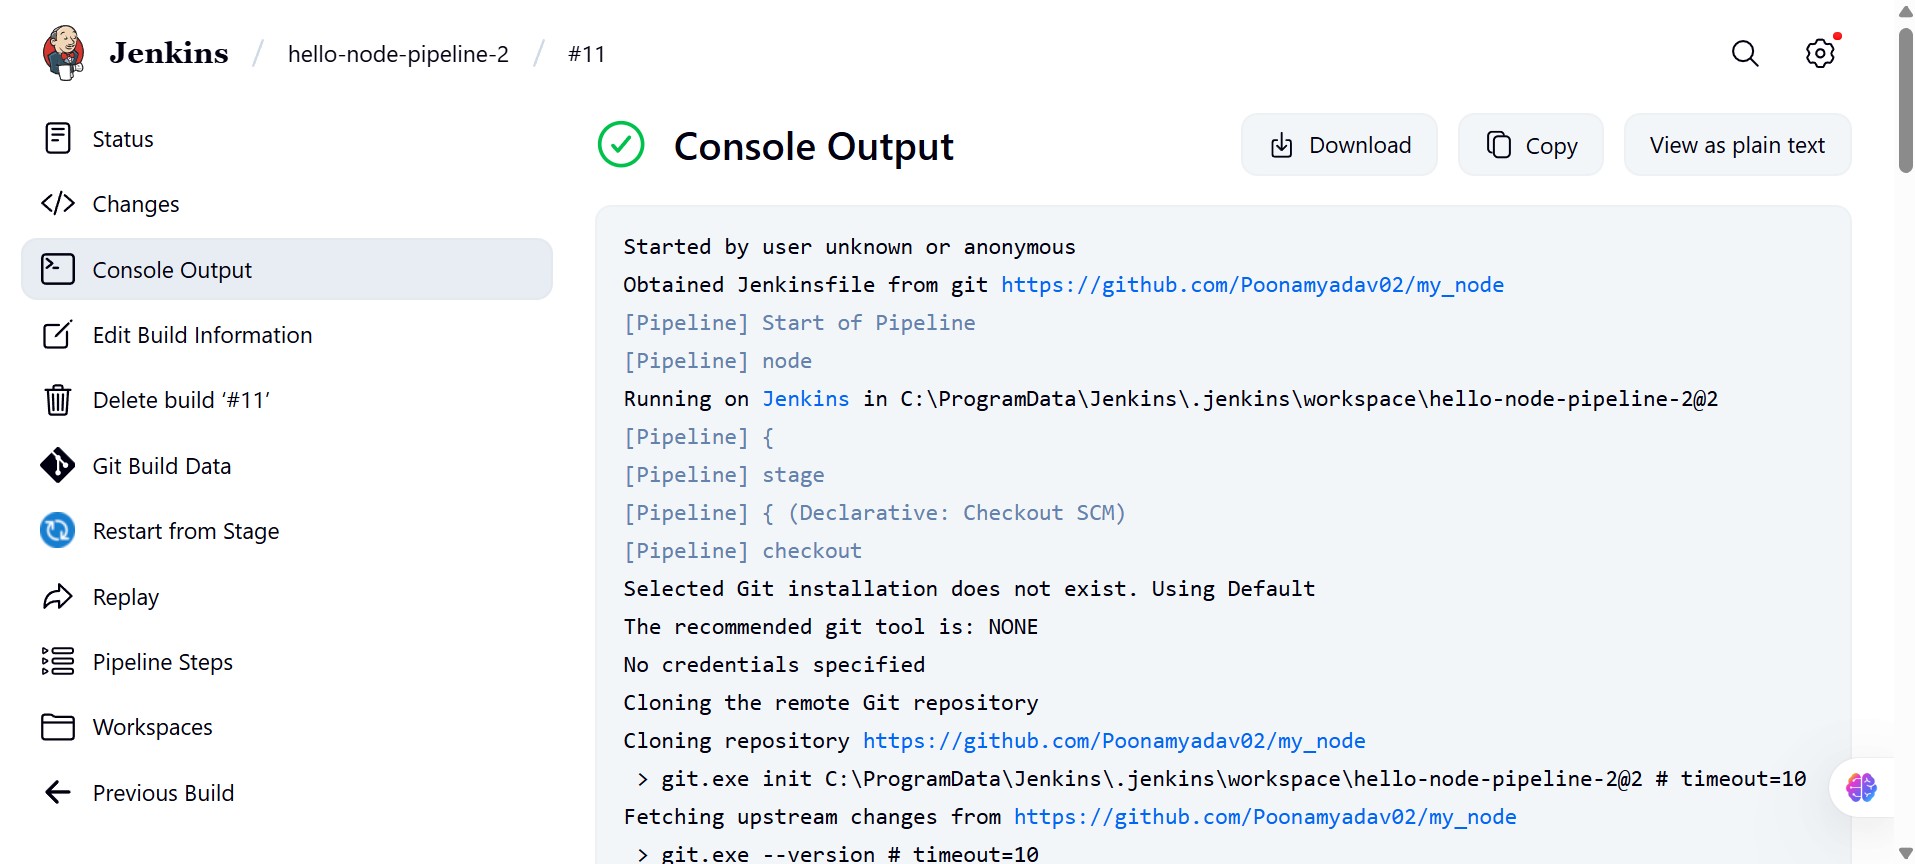 Jenkins / hello-node-pipeline-2 / #11
Status
Changes
Console Output
Edit Build Information
Delete build ‘#11’
Git Build Data
Restart from Stage
Replay
Pipeline Steps
Workspaces
Previous Build
Console Output
Download
Copy
View as plain text
Started by user unknown or anonymous
Obtained Jenkinsfile from git https://github.com/Poonamyadav02/my_node
[Pipeline] Start of Pipeline
[Pipeline] node
Running on Jenkins in C:\ProgramData\Jenkins\.jenkins\workspace\hello-node-pipeline-2@2
[Pipeline] {
[Pipeline] stage
[Pipeline] { (Declarative: Checkout SCM)
[Pipeline] checkout
Selected Git installation does not exist. Using Default
The recommended git tool is: NONE
No credentials specified
Cloning the remote Git repository
Cloning repository https://github.com/Poonamyadav02/my_node
> git.exe init C:\ProgramData\Jenkins\.jenkins\workspace\hello-node-pipeline-2@2 # timeout=10
Fetching upstream changes from https://github.com/Poonamyadav02/my_node
> git.exe --version # timeout=10